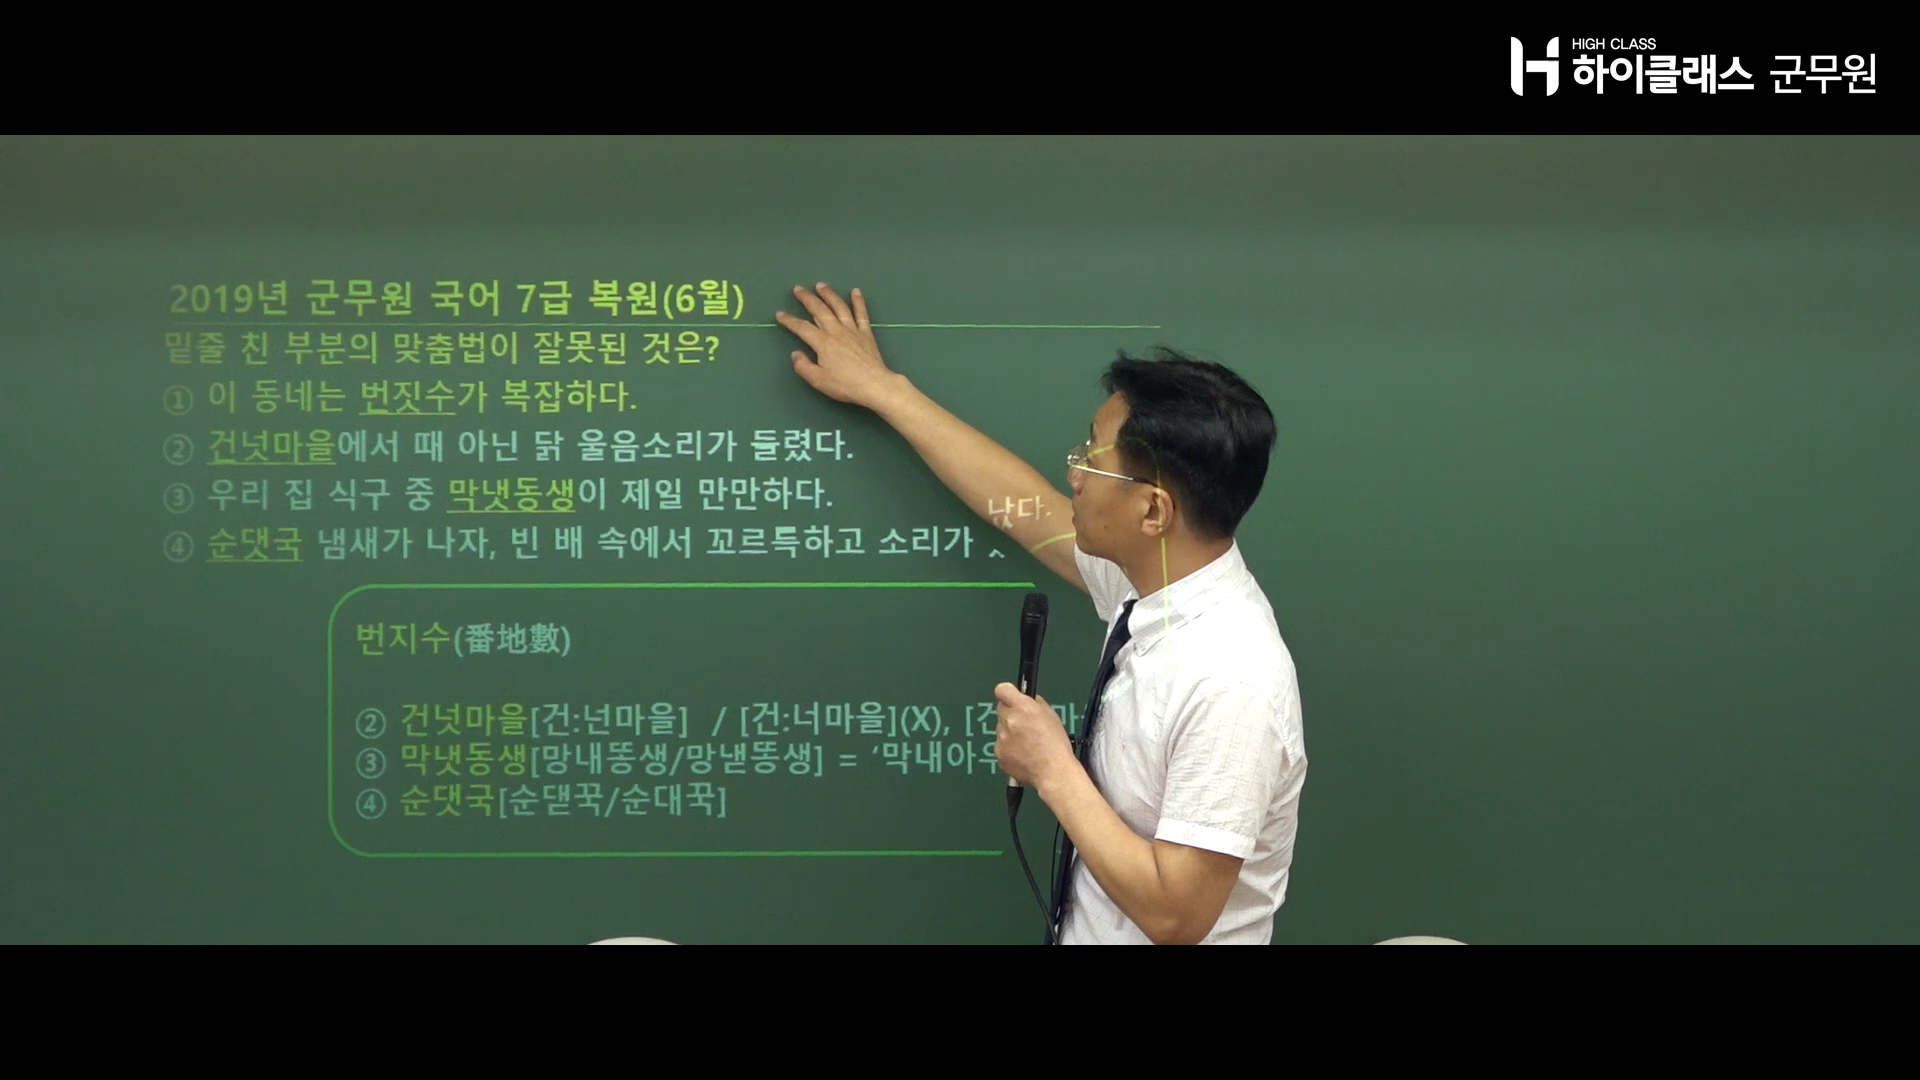 HIGH CLASS
하이클래스 군무원
2019년 군무원 국어 7급 복원(6월)
밑줄 친 부분의 맞춤법이 잘못된 것은?
① 이 동네는 번짓수가 복잡하다.
② 건넛마을에서 때 아닌 닭 울음소리가 들렸다.
③ 우리 집 식구 중 막냇동생이 제일 만만하다.
④ 순댓국 냄새가 나자, 빈 배 속에서 꼬르륵하고 소리가 났다.
번지수(番地數)
② 건넛마을[건:넌마을] / [건:너마을](X), [건
③ 막냇동생[망내똥생/망낻똥생] = ‘막내아우
④ 순댓국[순댇꾹/순대꾹]